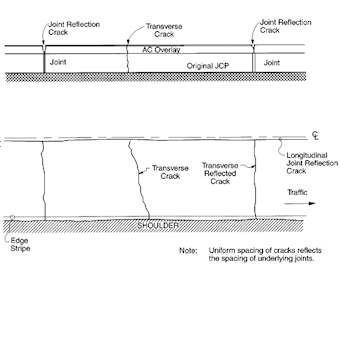 Joint Reflection
Crack
Transverse
Crack
Joint Reflection
Crack
AC Overlay
Joint
Original JCP
Joint
℄
Transverse
Crack
Transverse
Reflected
Crack
Longitudinal
Joint Reflection
Crack
Traffic
SHOULDER
Edge
Stripe
Note: Uniform spacing of cracks reflects
the spacing of underlying joints.